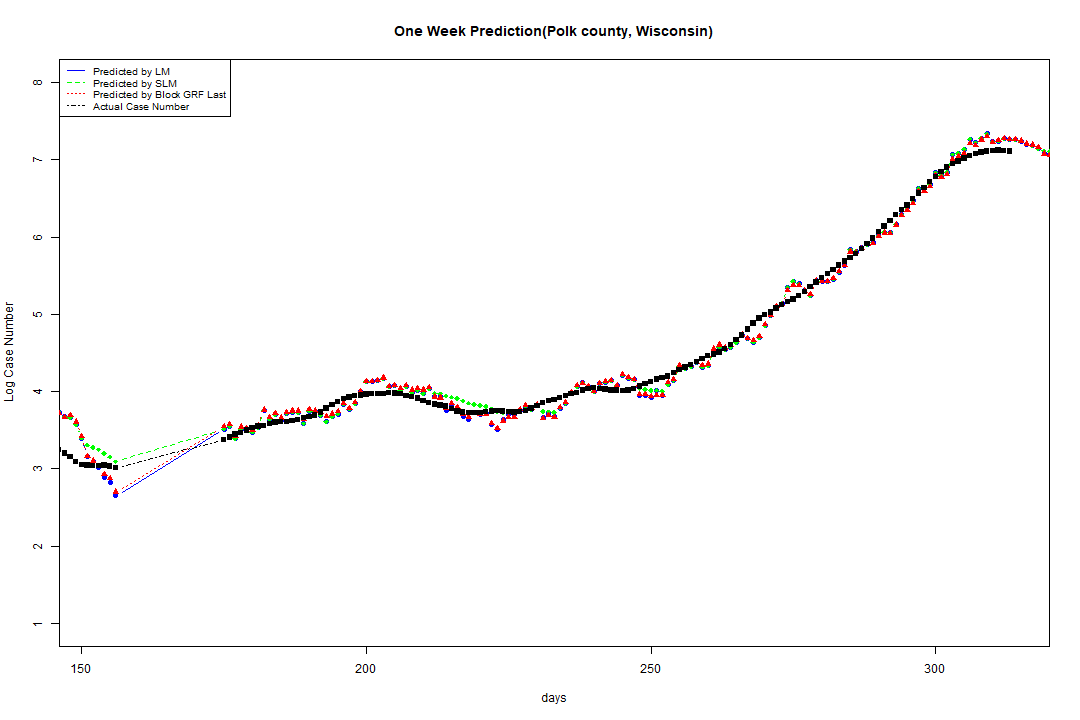 One Week Prediction(Polk county, Wisconsin)
Predicted by LM
Predicted by SLM
Predicted by Block GRF Last
Actual Case Number
8
7
6
5
4
3
2
1
Log Case Number
150 200 250 300
days